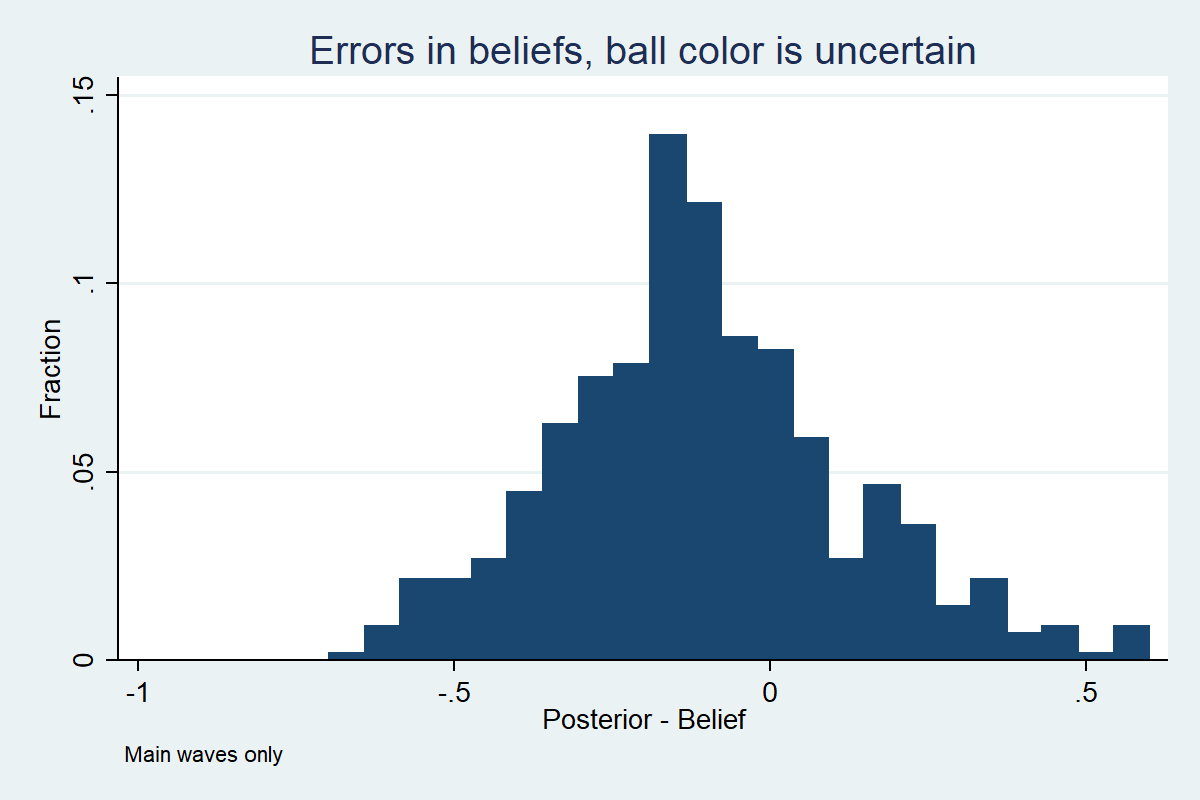 Errors in beliefs, ball color is uncertain
.15
.1
.05
0
Fraction
-1
-.5
0
.5
Posterior - Belief
Main waves only